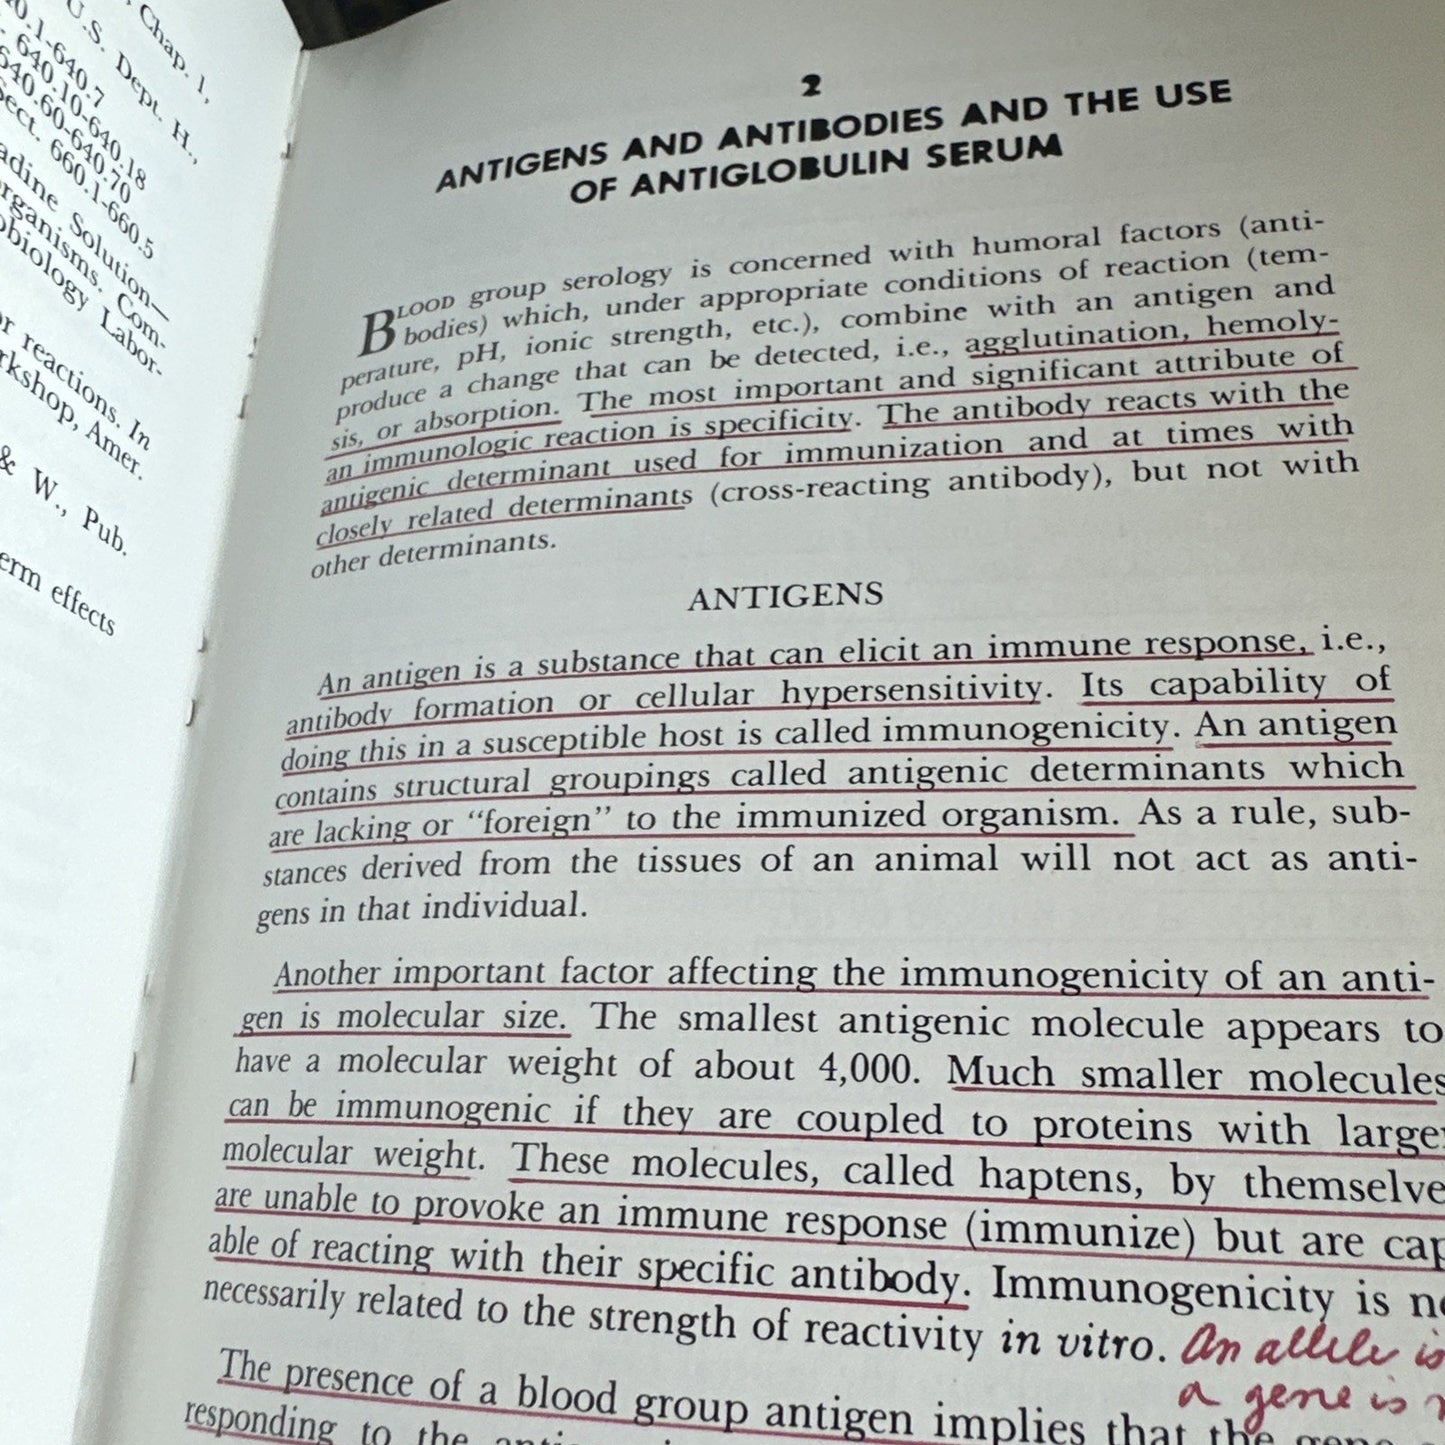 Chap. 1,
U.S. Dept. H.,
0.1-640.7
640.10-640.18
640.60-640.70
Sect. 660.1-660.5
Solution—
Com-
Labor-
reactions. In
Amer.
& W., Pub.
effects
2
ANTIGENS AND ANTIBODIES AND THE USE
OF ANTIGLOBULIN SERUM
BLOOD group serology is concerned with humoral factors (anti-
bodies) which, under appropriate conditions of reaction (tem-
perature, pH, ionic strength, etc.), combine with an antigen and
produce a change that can be detected, i.e., agglutination, hemoly-
sis, or absorption. The most important and significant attribute of
an immunologic reaction is specificity. The antibody reacts with the
antigenic determinant used for immunization and at times with
closely related determinants (cross-reacting antibody), but not with
other determinants.
ANTIGENS
An antigen is a substance that can elicit an immune response, i.e.,
antibody formation or cellular hypersensitivity. Its capability of
doing this in a susceptible host is called immunogenicity. An antigen
contains structural groupings called antigenic determinants which
are lacking or “foreign” to the immunized organism. As a rule, sub-
stances derived from the tissues of an animal will not act as anti-
gens in that individual.
Another important factor affecting the immunogenicity of an anti-
gen is molecular size. The smallest antigenic molecule appears to
have a molecular weight of about 4,000. Much smaller molecules
can be immunogenic if they are coupled to proteins with large
molecular weight. These molecules, called haptens, by themselve
are unable to provoke an immune response (immunize) but are cap
able of reacting with their specific antibody. Immunogenicity is
necessarily related to the strength of reactivity in vitro. An allele is
a gene is
The presence of a blood group antigen implies that the gene
responding to the